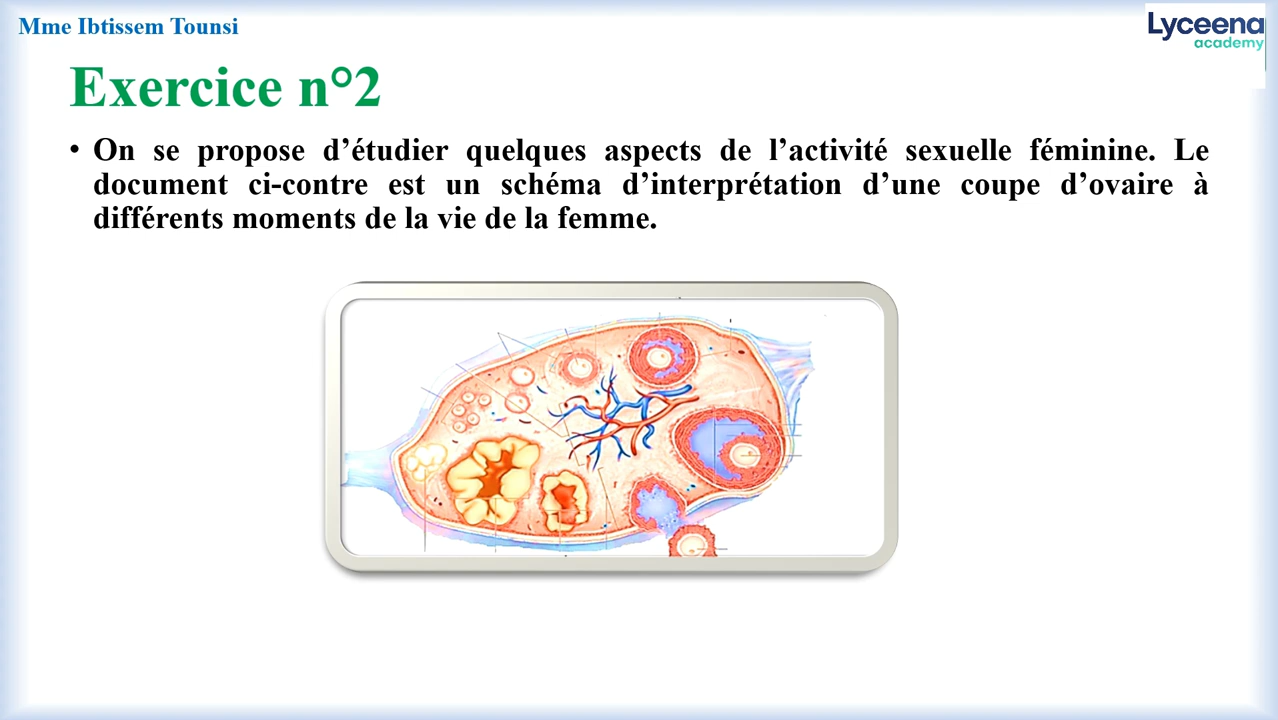 Mme Ibtissem Tounsi
Lyceena
academy
Exercice n°2
• On se propose d’étudier quelques aspects de l’activité sexuelle féminine. Le
document ci-contre est un schéma d’interprétation d’une coupe d’ovaire à
différents moments de la vie de la femme.